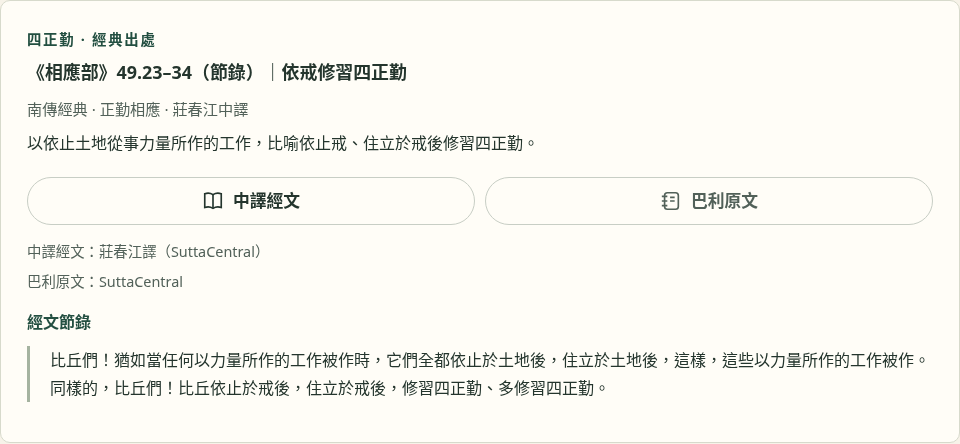 四正勤 · 經典出處
《相應部》49.23–34（節錄）｜依戒修習四正勤
南傳經典 · 正勤相應 · 莊春江中譯
以依止土地從事力量所作的工作，比喻依止戒、住立於戒後修習四正勤。
中譯經文
巴利原文
中譯經文：莊春江譯（SuttaCentral）
巴利原文：SuttaCentral
經文節錄
比丘們！猶如當任何以力量所作的工作被作時，它們全都依止於土地後，住立於土地後，這樣，這些以力量所作的工作被作。
同樣的，比丘們！比丘依止於戒後，住立於戒後，修習四正勤、多修習四正勤。